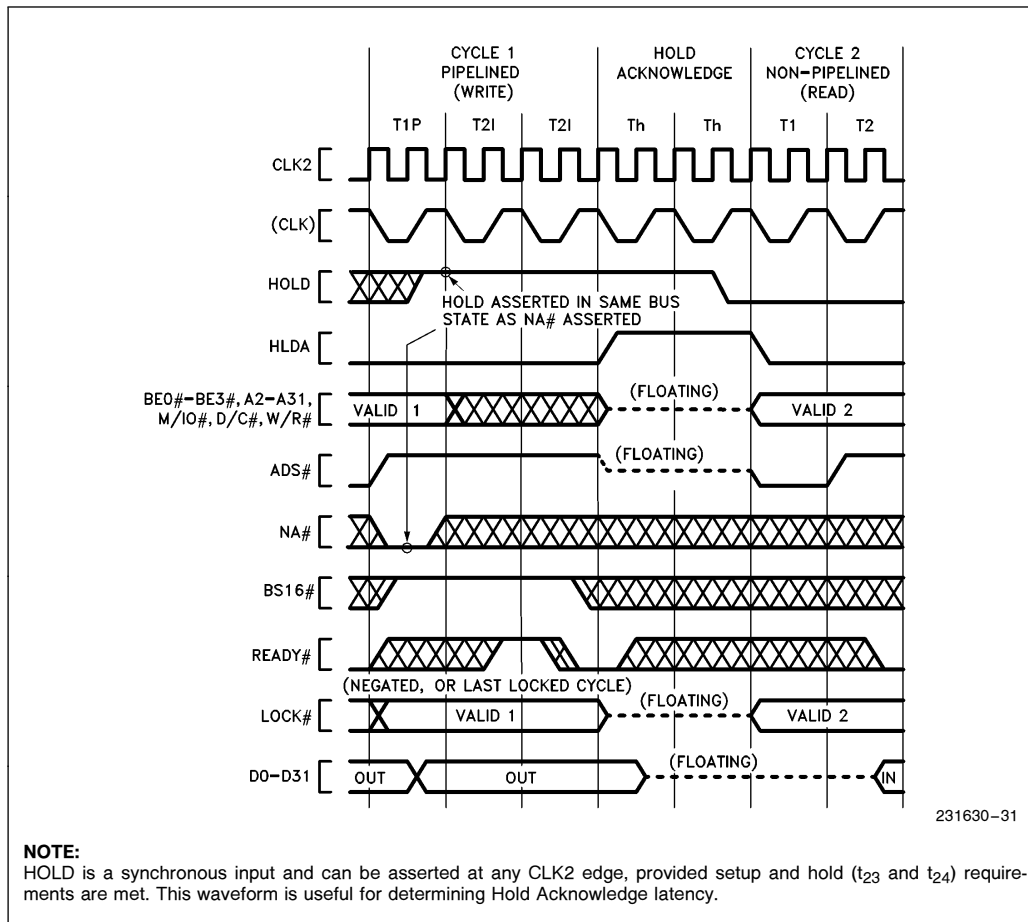 CYCLE 1
PIPELINED
(WRITE)
HOLD
ACKNOWLEDGE
CYCLE 2
NON-PIPELINED
(READ)
T1P T2I T2I Th Th T1 T2
CLK2
(CLK)
HOLD
HOLD ASSERTED IN SAME BUS
STATE AS NA# ASSERTED
HLDA
BE0#-BE3#, A2-A31,
M/IO#, D/C#, W/R#
VALID 1
(FLOATING)
VALID 2
ADS#
(FLOATING)
NA#
BS16#
READY#
(NEGATED, OR LAST LOCKED CYCLE)
LOCK#
VALID 1
(FLOATING)
VALID 2
D0-D31
OUT
OUT
(FLOATING)
IN
231630-31
NOTE:
HOLD is a synchronous input and can be asserted at any CLK2 edge, provided setup and hold (t23 and t24) require-
ments are met. This waveform is useful for determining Hold Acknowledge latency.